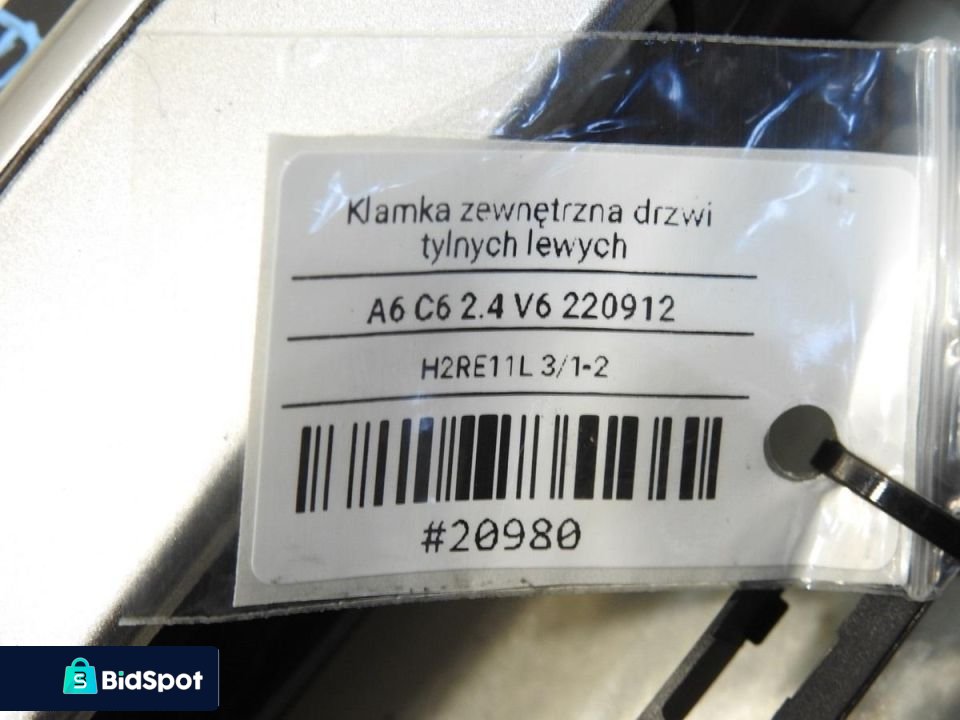 Klamka zewnętrzna drzwi
tylnych lewych
A6 C6 2.4 V6 220912
H2RE11L 3/1-2
#20980
BidSpot